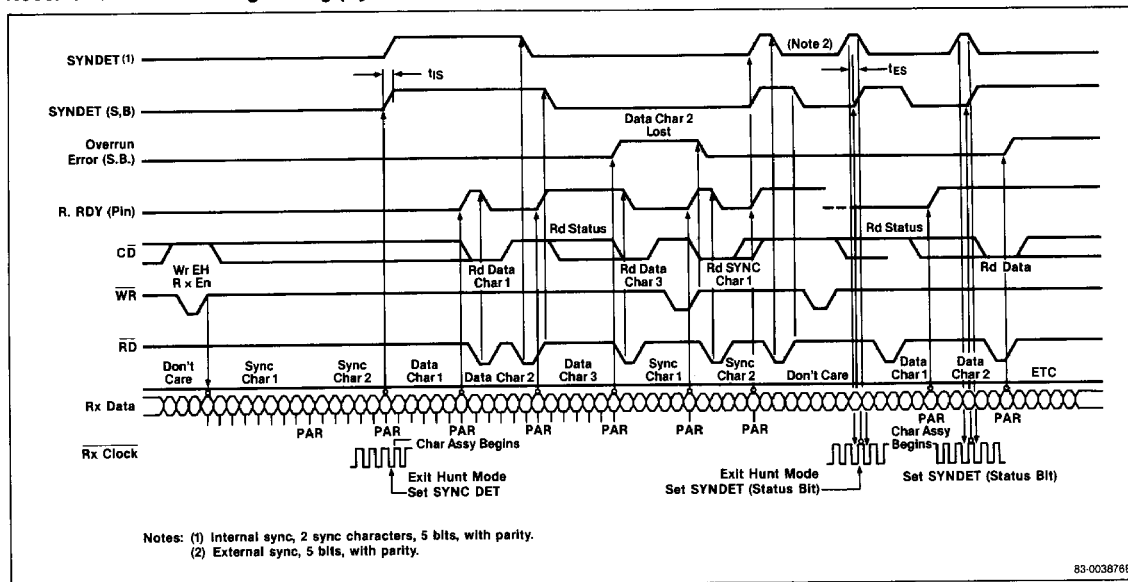 SYNDET (1)
(Note 2)
tIS
tES
SYNDET (S,B)
Data Char 2
Lost
Overrun
Error (S.B.)
R. RDY (Pin)
Rd Status
Rd Status
CD
Wr EH
R x En
Rd Data
Char 1
Rd Data
Char 3
Rd SYNC
Char 1
Rd Data
WR
RD
Don't
Care
Sync
Char 1
Sync
Char 2
Data
Char 1
Data
Char 2
Data
Char 3
Sync
Char 1
Sync
Char 2
Don't Care
Data
Char 1
Data
Char 2
ETC
Rx Data
PAR
PAR
PAR
PAR
PAR
PAR
PAR
PAR
PAR
Rx Clock
Char Assy Begins
Exit Hunt Mode
Set SYNC DET
Char Assy
Begins
Exit Hunt Mode
Set SYNDET (Status Bit)
Set SYNDET (Status Bit)
Notes: (1) Internal sync, 2 sync characters, 5 bits, with parity.
(2) External sync, 5 bits, with parity.